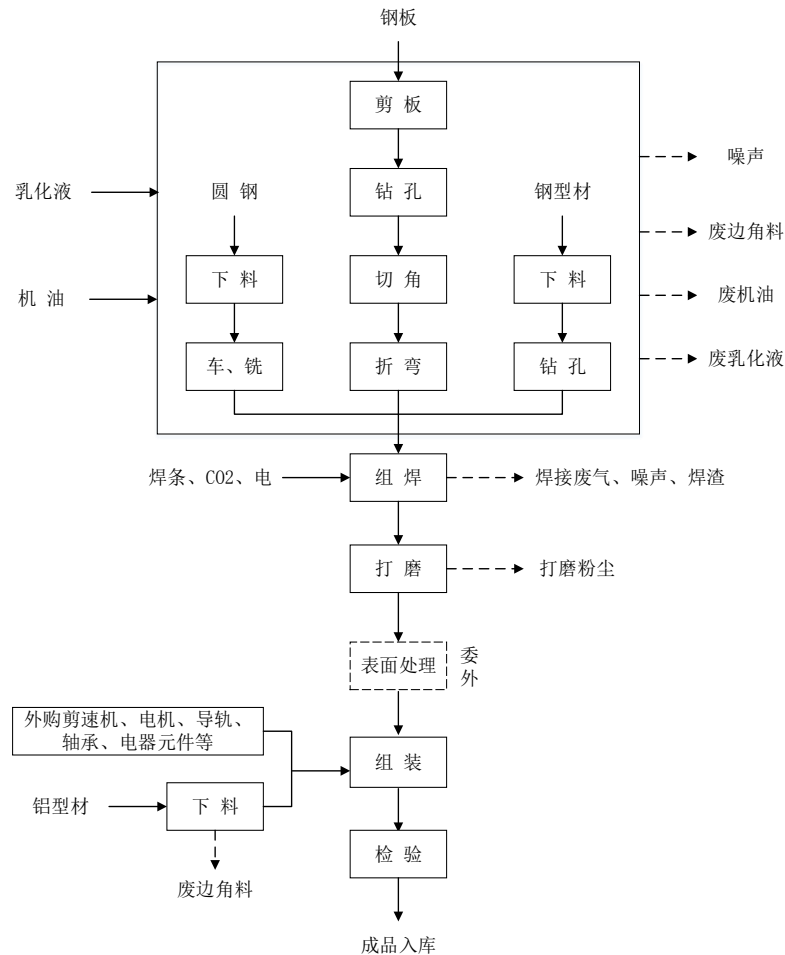 钢板
剪 板
噪声
乳化液
圆 钢
钻 孔
钢型材
废边角料
下 料
切 角
下 料
机 油
废机油
车、铣
折 弯
钻 孔
废乳化液
焊条、CO2、电
组 焊
焊接废气、噪声、焊渣
打 磨
打磨粉尘
表面处理
委
外
外购剪速机、电机、导轨、
轴承、电器元件等
组 装
铝型材
下 料
检 验
废边角料
成品入库